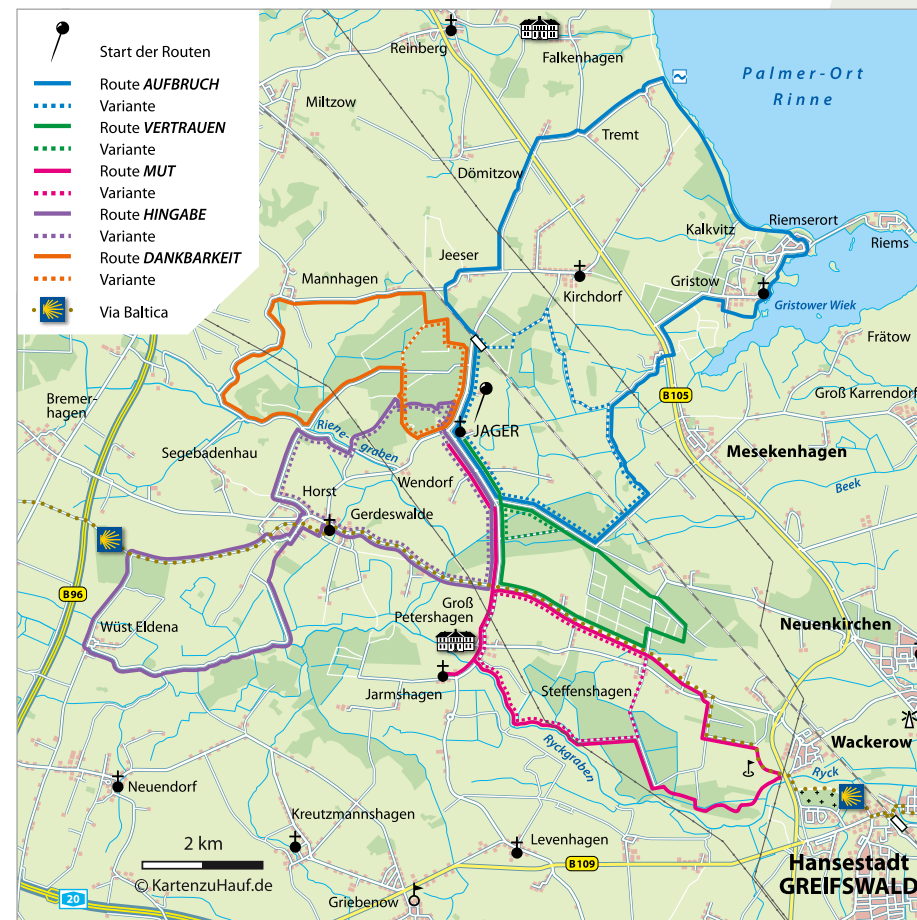 Start der Routen
Route AUFBRUCH
Variante
Route VERTRAUEN
Variante
Route MUT
Variante
Route HINGABE
Variante
Route DANKBARKEIT
Variante
Via Baltica
Reinberg
Falkenhagen
Palmer-Ort
Rinne
Miltzow
Tremt
Dömitzow
Riemserort
Kalkvitz
Riems
Jeeser
Mannhagen
Kirchdorf
Gristow
Gristower Wiek
Frätow
Bremer-
hagen
B105
Groß Karrendorf
Riene-
graben
JAGER
Segebadenhau
Mesekenhagen
Wendorf
Beek
Horst
Gerdeswalde
B96
Groß
Petershagen
Wüst Eldena
Neuenkirchen
Jarmshagen
Steffenshagen
Ryckgraben
Wackerow
Ryck
Neuendorf
Kreutzmannshagen
Levenhagen
2 km
B109
Hansestadt
GREIFSWALD
© KartenzuHauf.de
20
Griebenow